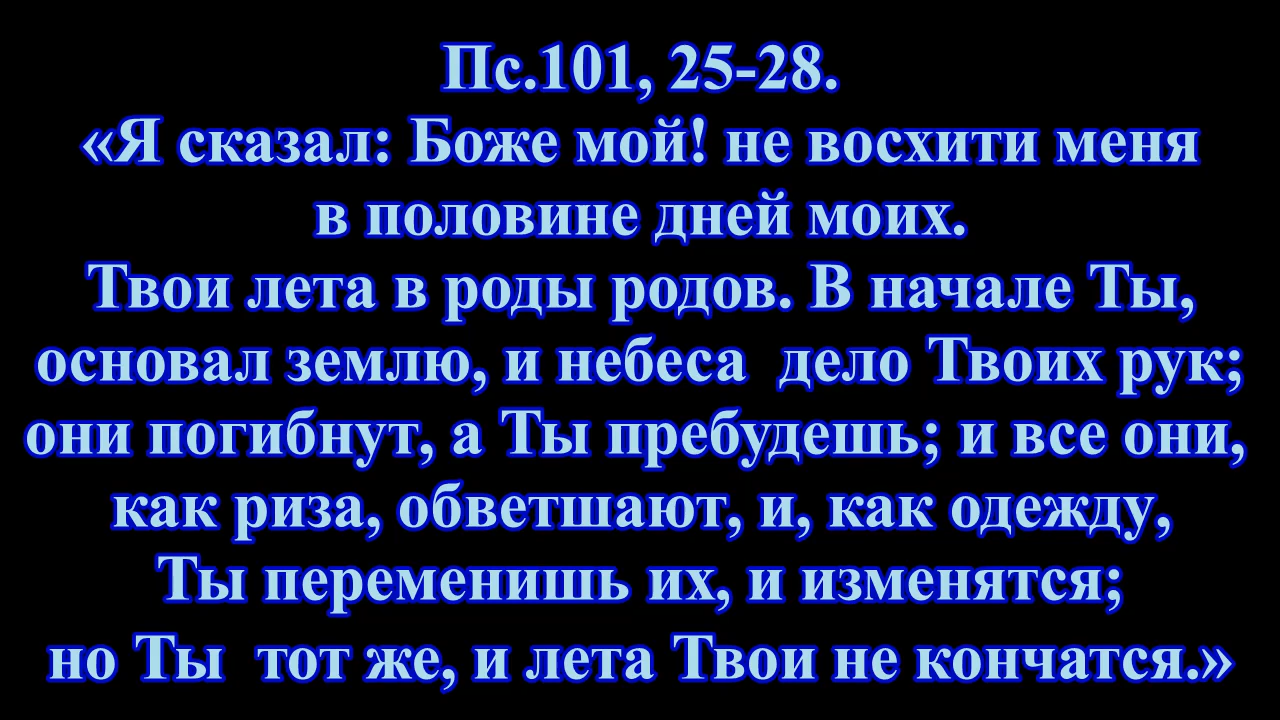 Пс.101, 25-28.
«Я сказал: Боже мой! не восхити меня
в половине дней моих.
Твои лета в роды родов. В начале Ты,
основал землю, и небеса  дело Твоих рук;
они погибнут, а Ты пребудешь; и все они,
как риза, обветшают, и, как одежду,
Ты переменишь их, и изменятся;
но Ты  тот же, и лета Твои не кончатся.»